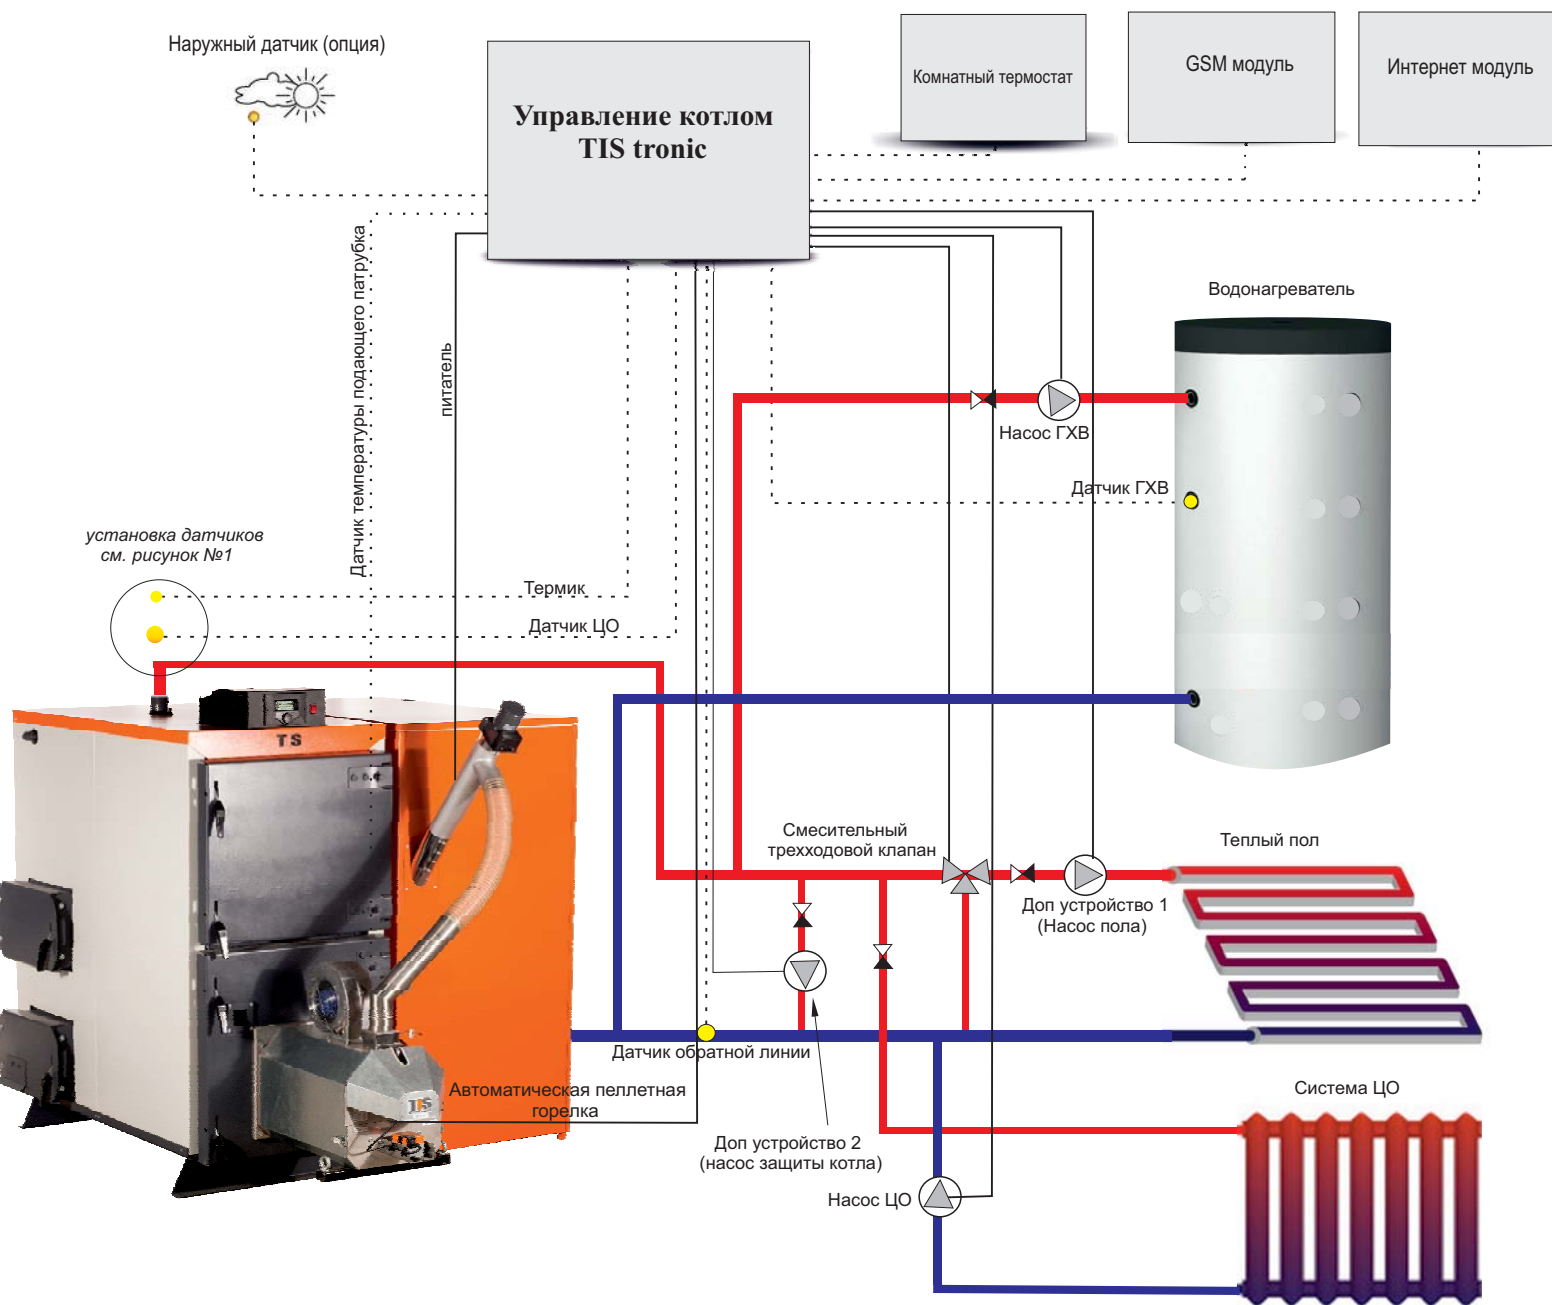 Наружный датчик (опция)
Управление котлом
TIS tronic
Комнатный термостат
GSM модуль
Интернет модуль
Датчик температуры подающего патрубка
питатель
Водонагреватель
Насос ГХВ
Датчик ГХВ
установка датчиков
см. рисунок №1
Термик
Датчик ЦО
TS
Смесительный
трехходовой клапан
Теплый пол
Доп устройство 1
(Насос пола)
Датчик обратной линии
Автоматическая пеллетная
горелка
TIS
Система ЦО
Доп устройство 2
(насос защиты котла)
Насос ЦО